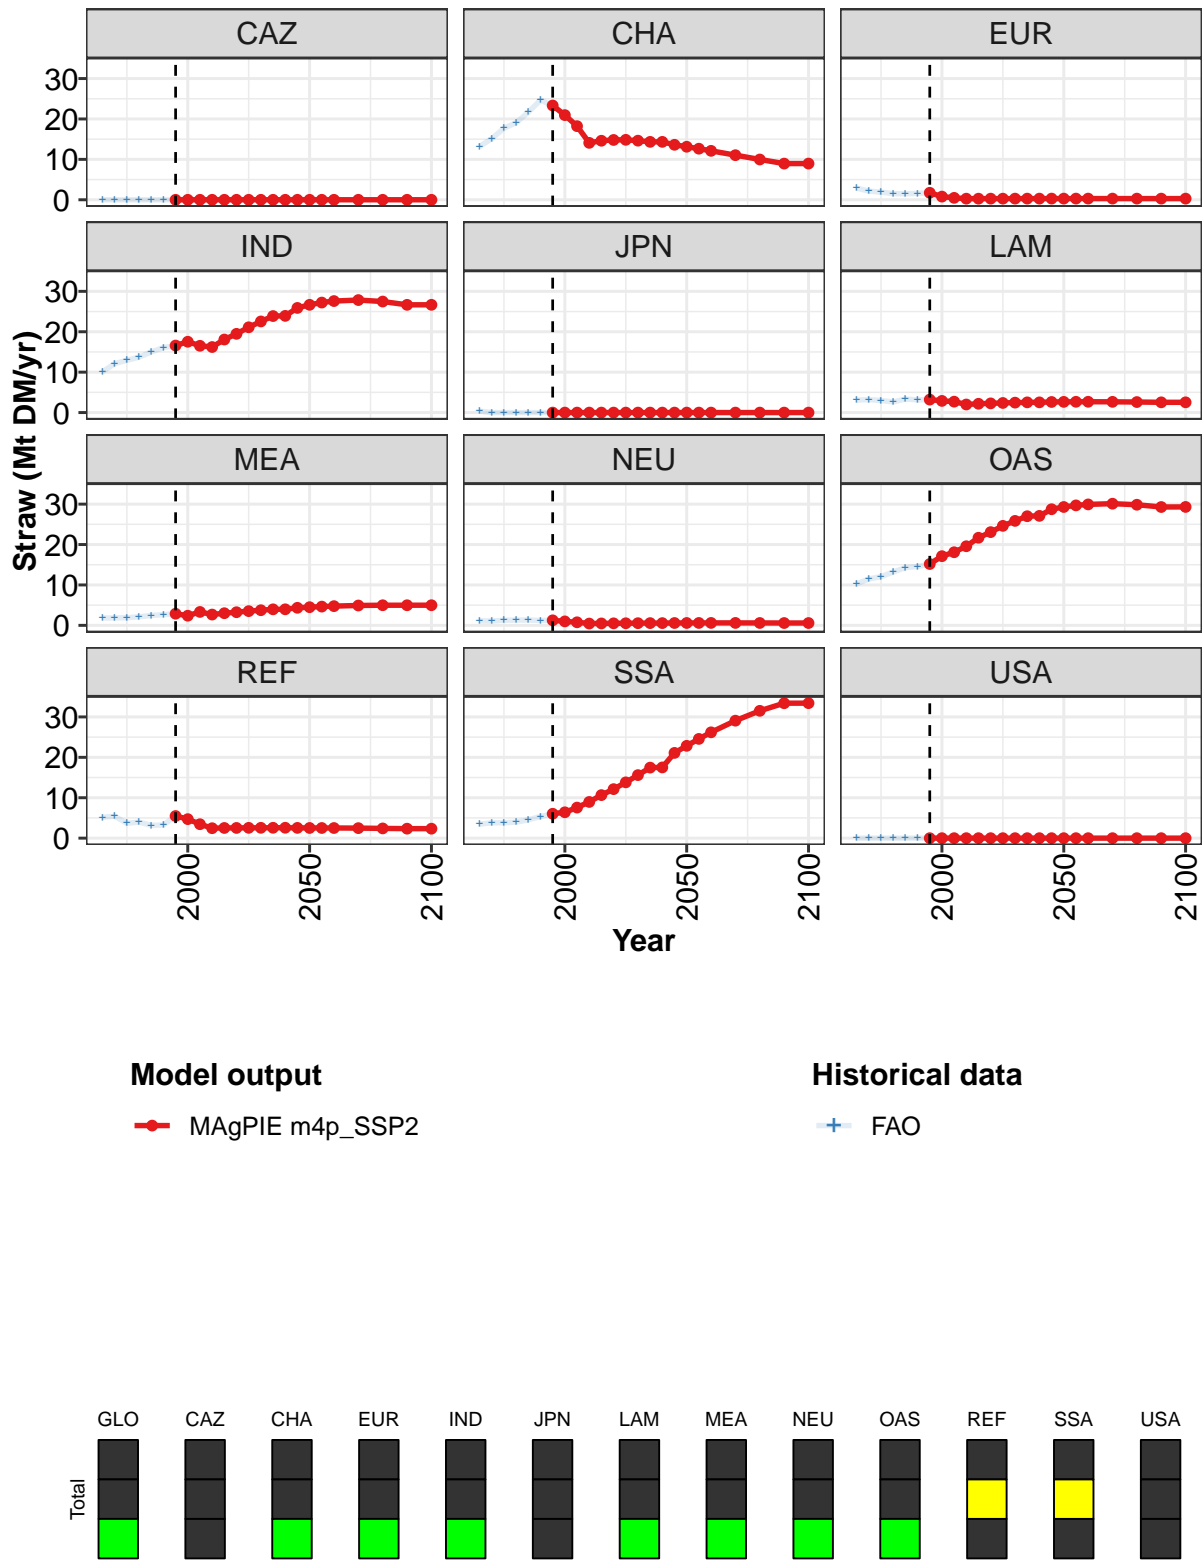 CAZ CHA EUR
30
20
10
0
IND JPN LAM
30
20
10
0
MEA NEU OAS
30
20
10
0
REF SSA USA
30
20
10
0
Straw (Mt DM/yr)
2000 2050 2100 2000 2050 2100 2000 2050 2100
Year
Model output Historical data
MAgPIE m4p_SSP2 FAO
GLO CAZ CHA EUR IND JPN LAM MEA NEU OAS REF SSA USA
Total